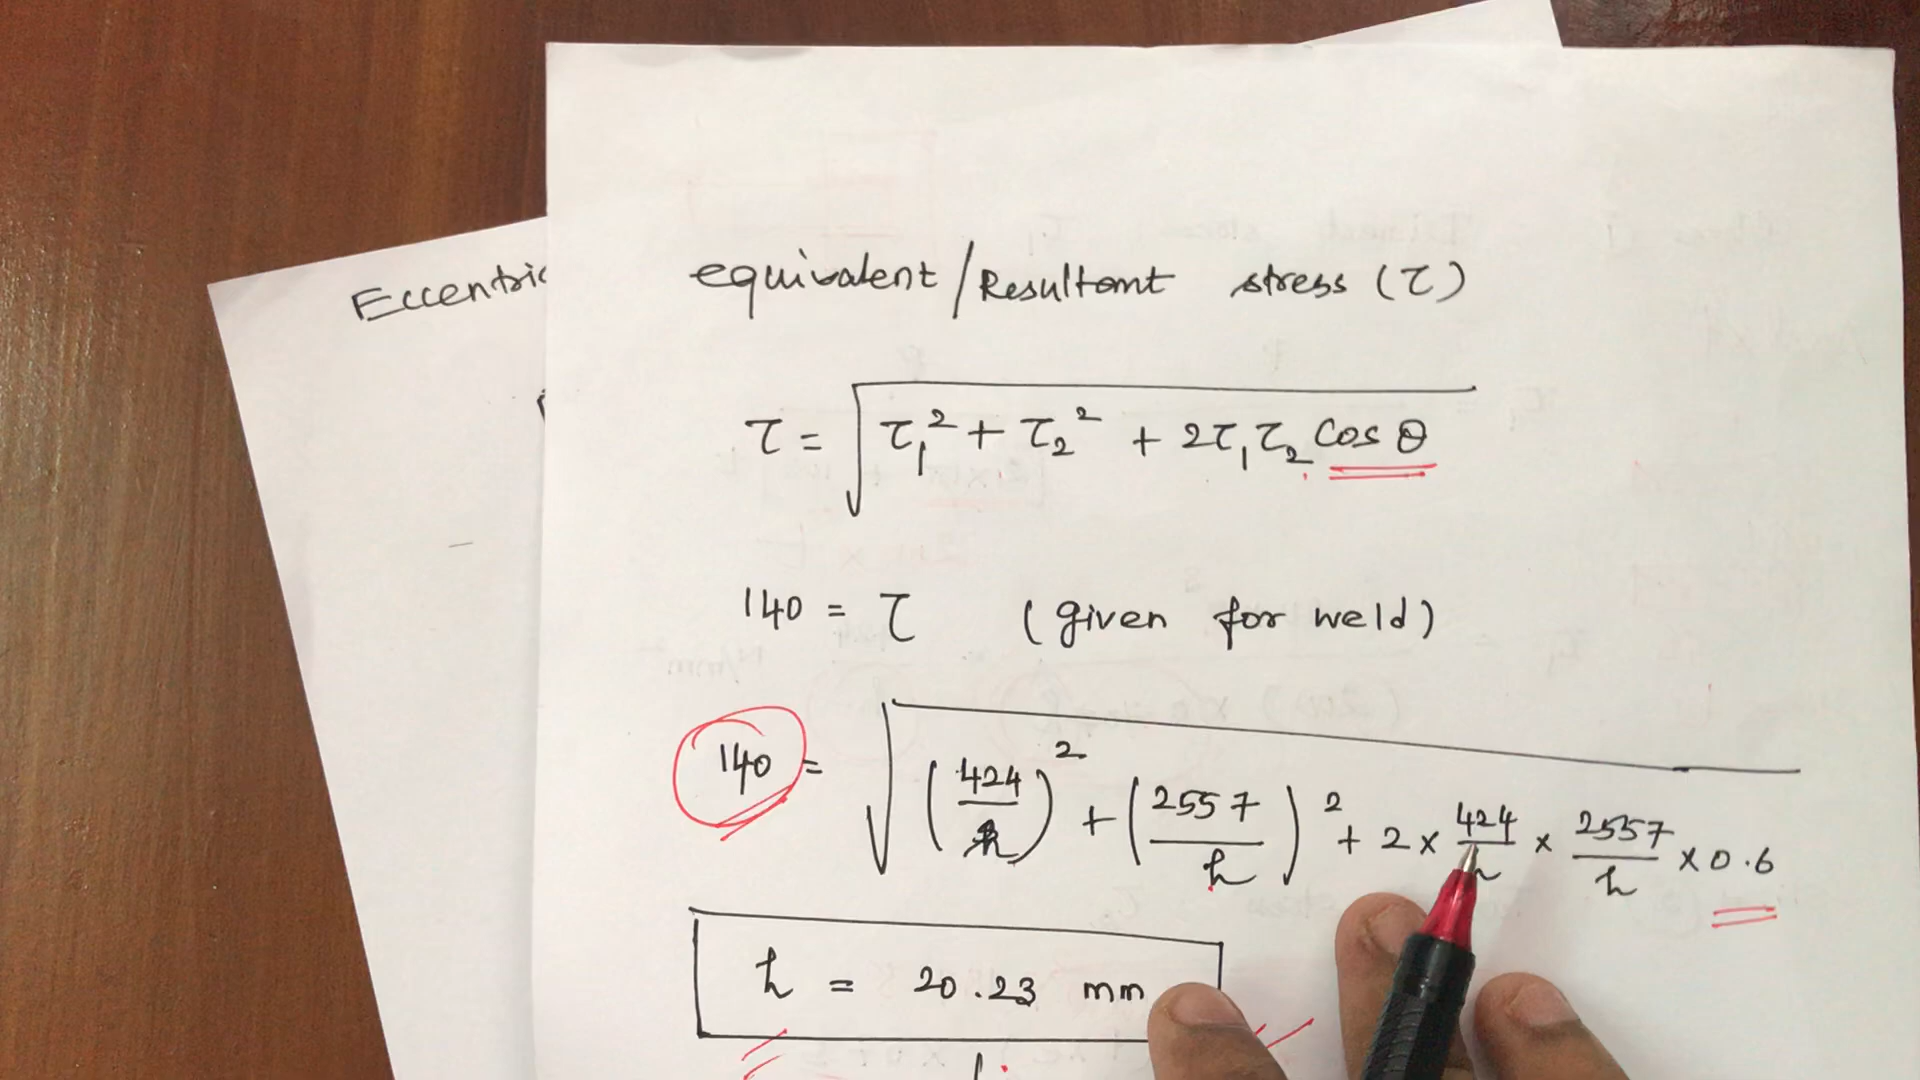 Eccentric
equivalent/Resultant stress (τ)
τ = √(τ₁² + τ₂² + 2τ₁τ₂ cos θ)
140 = τ (given for weld)
140 = √((424/h)² + (2557/h)² + 2 × 424/h × 2557/h × 0.6)
h = 20.23 mm